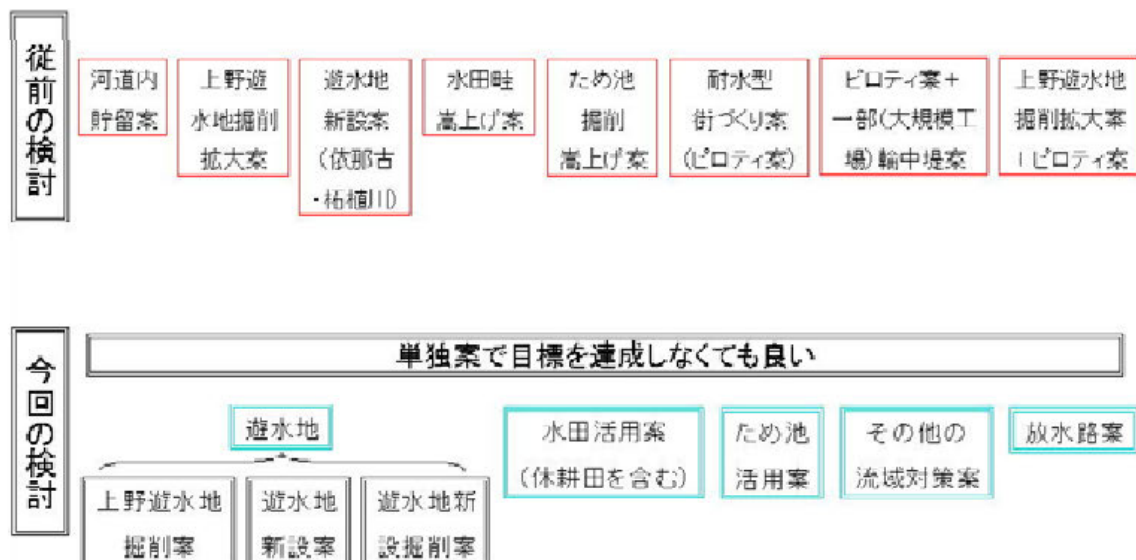 従前の検討
河道内
貯留案
上野遊
水地掘削
拡大案
遊水地
新設案
(依那古
・柘植川)
水田畦
嵩上げ案
ため池
掘削
嵩上げ案
耐水型
街づくり案
(ピロティ案)
ピロティ案+
一部(大規模工
場)輪中堤案
上野遊水地
掘削拡大案
+ピロティ案
今回の検討
単独案で目標を達成しなくても良い
遊水地
上野遊水地
掘削案
遊水地
新設案
遊水地新
設掘削案
水田活用案
(休耕田を含む)
ため池
活用案
その他の
流域対策案
放水路案